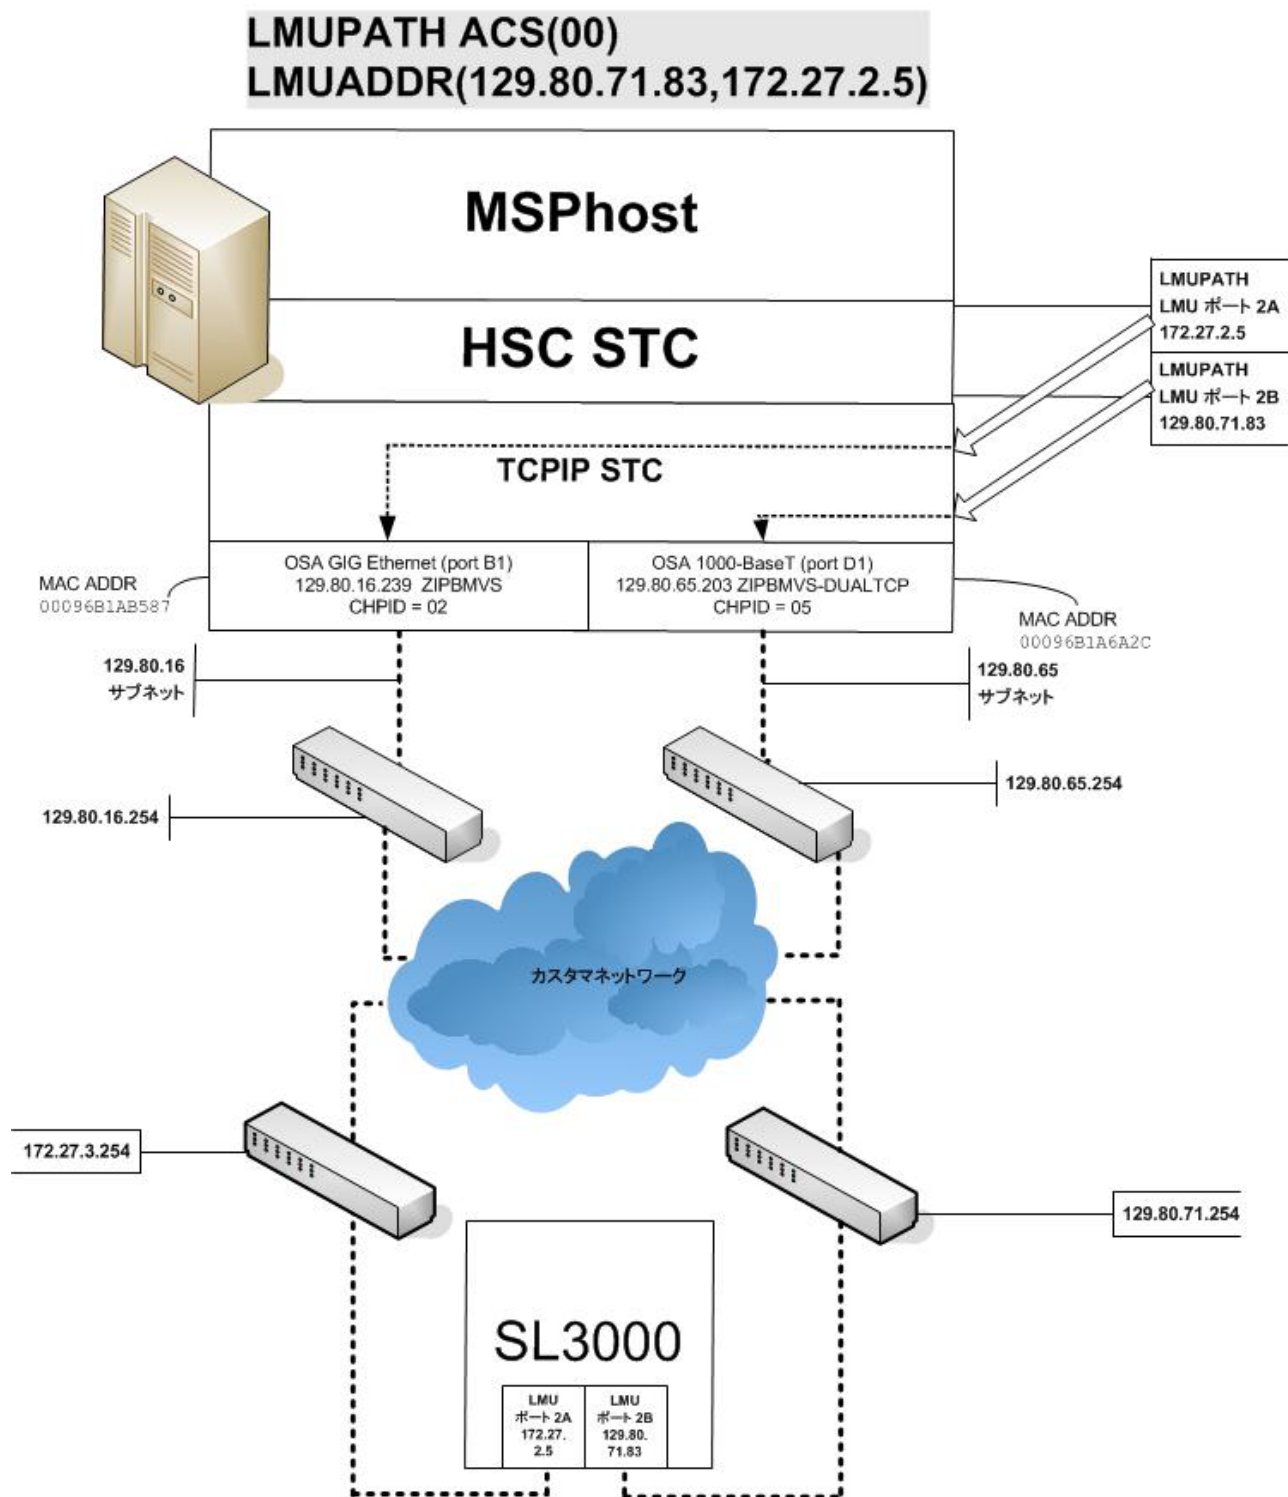 LMUPATH ACS(00)
LMUADDR(129.80.71.83,172.27.2.5)
MSPhost
HSC STC
LMUPATH
LMU ポート 2A
172.27.2.5
LMUPATH
LMU ポート 2B
129.80.71.83
TCPIP STC
OSA GIG Ethernet (port B1)
129.80.16.239 ZIPBMVS
CHPID = 02
OSA 1000-BaseT (port D1)
129.80.65.203 ZIPBMVS-DUALTCP
CHPID = 05
MAC ADDR
00096B1AB587
MAC ADDR
00096B1A6A2C
129.80.16
サブネット
129.80.65
サブネット
129.80.16.254
129.80.65.254
カスタマネットワーク
172.27.3.254
129.80.71.254
SL3000
LMU
ポート 2A
172.27.
2.5
LMU
ポート 2B
129.80.
71.83